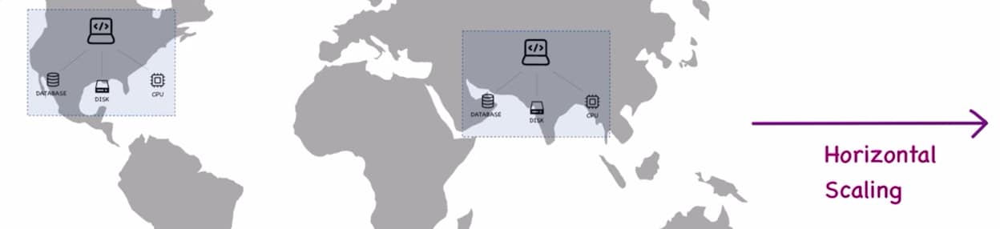 </>
DATABASE
DISK
CPU
</>
DATABASE
DISK
CPU
Horizontal
Scaling